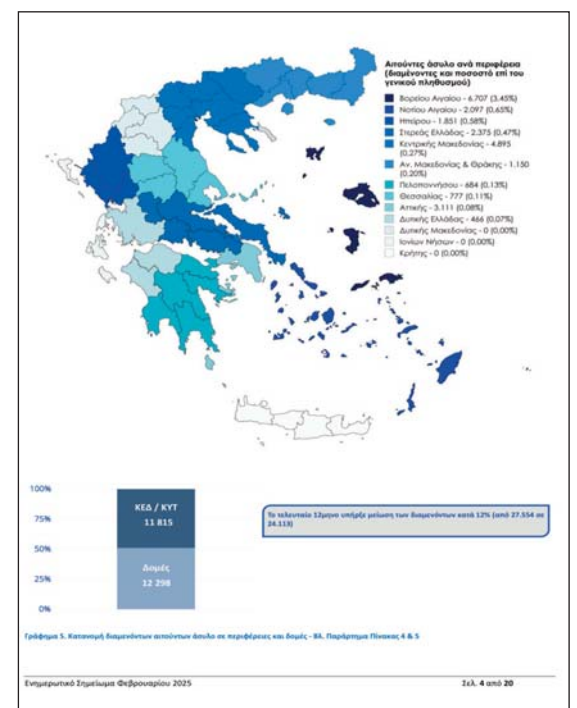 Αιτούντες άσυλο ανά περιφέρεια
(διαμένοντες και ποσοστό επί του
γενικού πληθυσμού)
Βορείου Αιγαίου - 6.707 (3,45%)
Νοτίου Αιγαίου - 2.097 (0,65%)
Ηπείρου - 1.851 (0,58%)
Στερεάς Ελλάδας - 2.375 (0,47%)
Κεντρικής Μακεδονίας - 4.895
(0,27%)
Αν. Μακεδονίας & Θράκης - 1.150
(0,20%)
Πελοποννήσου - 684 (0,13%)
Θεσσαλίας - 777 (0,11%)
Αττικής - 3.111 (0,08%)
Δυτικής Ελλάδας - 466 (0,07%)
Δυτικής Μακεδονίας - 0 (0,00%)
Ιονίων Νήσων - 0 (0,00%)
Κρήτης - 0 (0,00%)
100%
75%
50%
25%
0%
ΚΕΔ / ΚΥΤ
11 815
Δομές
12 298
Το τελευταίο 12μηνο υπήρξε μείωση των διαμενόντων κατά 12% (από 27.554 σε
24.113)
Γράφημα 5. Κατανομή διαμενόντων αιτούντων άσυλο σε περιφέρειες και δομές - Βλ. Παράρτημα Πίνακας 4 & 5
Ενημερωτικό Σημείωμα Φεβρουαρίου 2025
Σελ. 4 από 20